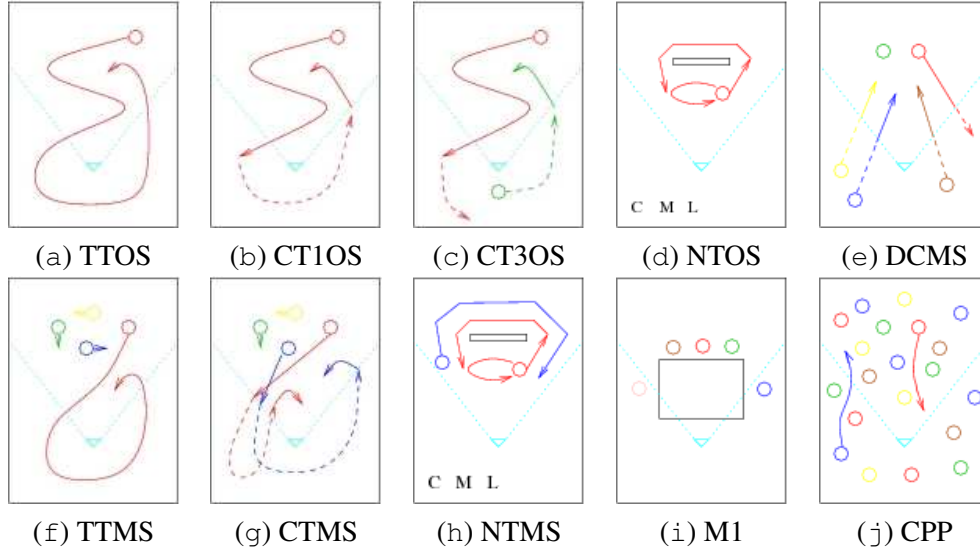 C M L
(a) TTOS (b) CT1OS (c) CT3OS (d) NTOS (e) DCMS
C M L
(f) TTMS (g) CTMS (h) NTMS (i) M1 (j) CPP